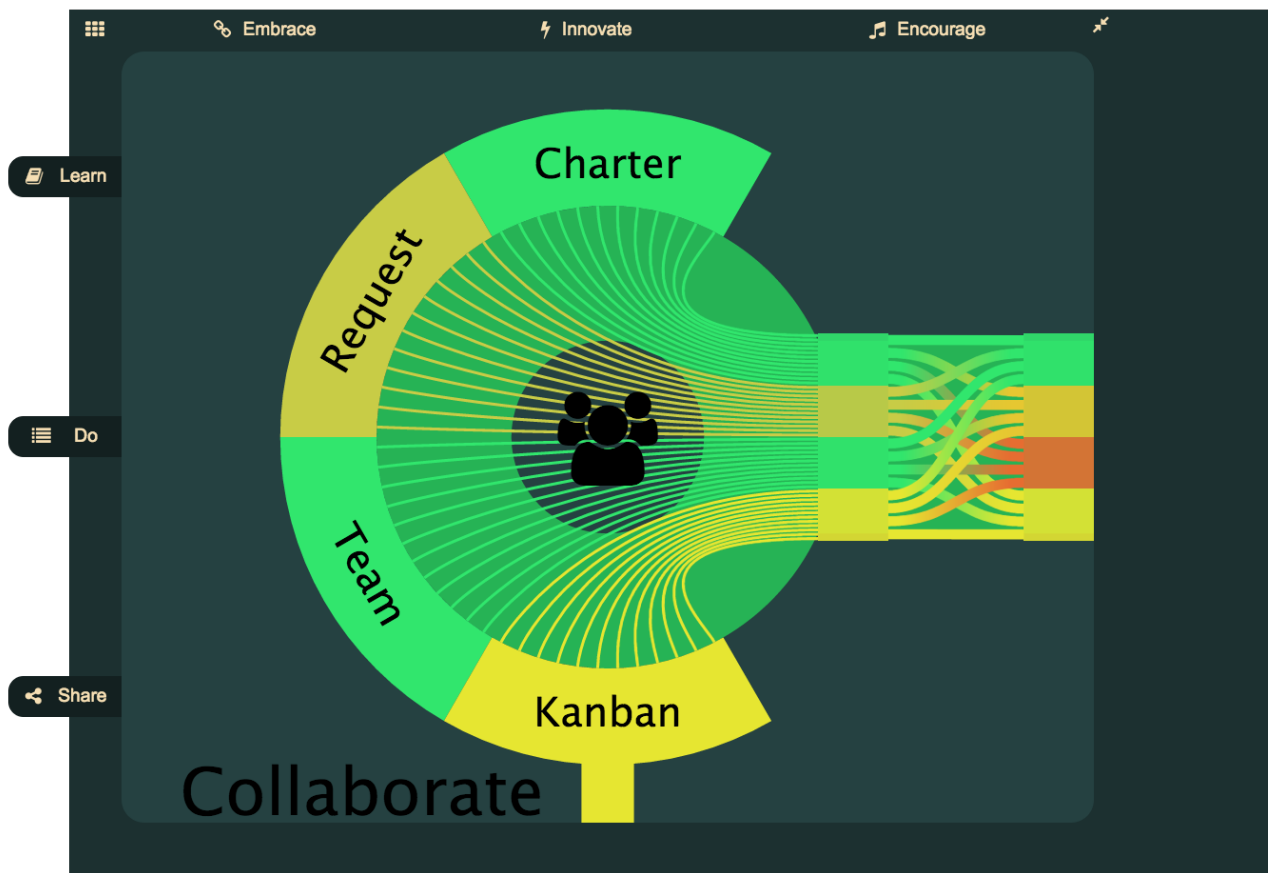 Embrace
Innovate
Encourage
Learn
Charter
Request
Do
Team
Share
Kanban
Collaborate